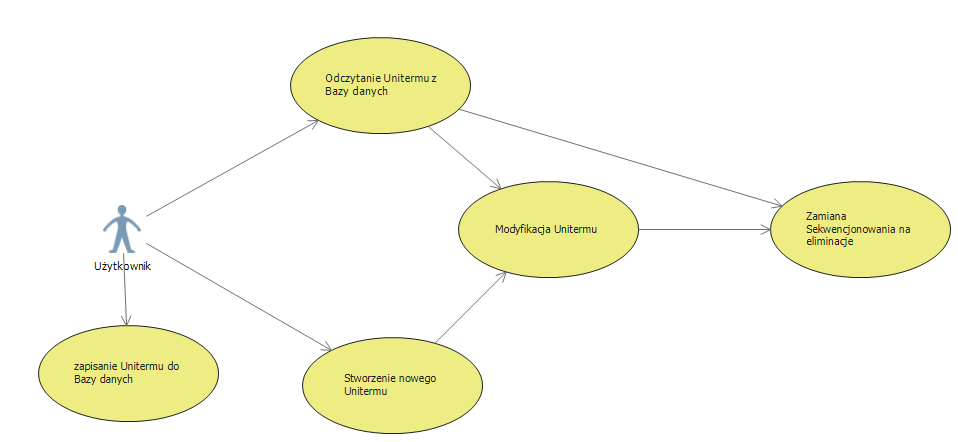 Odczytanie Unitermu z
Bazy danych
Modyfikacja Unitermu
Zamiana
Sekwencjonowania na
eliminacje
Użytkownik
zapisanie Unitermu do
Bazy danych
Stworzenie nowego
Unitermu